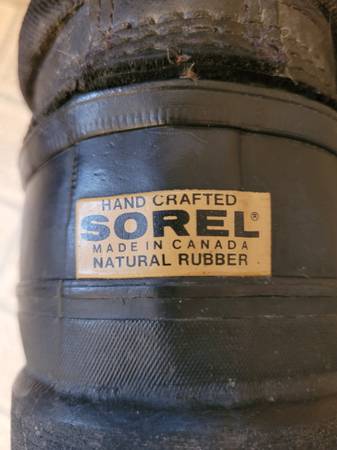 HAND CRAFTED
SOREL®
MADE IN CANADA
NATURAL RUBBER